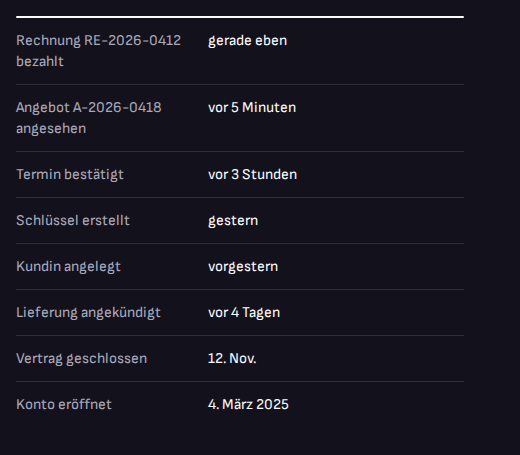 Rechnung RE-2026-0412 gerade eben
bezahlt
Angebot A-2026-0418 vor 5 Minuten
angesehen
Termin bestätigt vor 3 Stunden
Schlüssel erstellt gestern
Kundin angelegt vorgestern
Lieferung angekündigt vor 4 Tagen
Vertrag geschlossen 12. Nov.
Konto eröffnet 4. März 2025